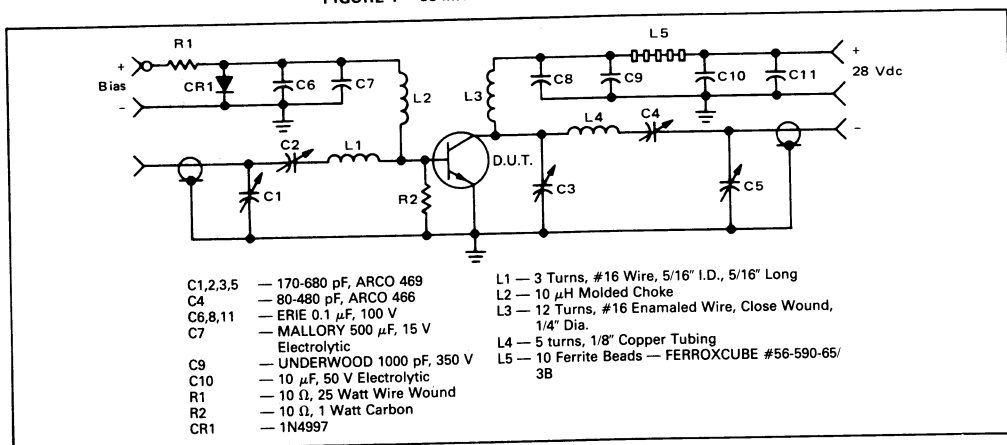 FIGURE 1
R1
+
Bias
–
CR1
C6
C7
L2
L3
C8
C9
L5
C10
C11
+
28 Vdc
–
C2
L1
C1
R2
D.U.T.
L4
C4
C3
C5
C1,2,3,5 — 170-680 pF, ARCO 469
C4 — 80-480 pF, ARCO 466
C6,8,11 — ERIE 0.1 μF, 100 V
C7 — MALLORY 500 μF, 15 V
Electrolytic
C9 — UNDERWOOD 1000 pF, 350 V
C10 — 10 μF, 50 V Electrolytic
R1 — 10 Ω, 25 Watt Wire Wound
R2 — 10 Ω, 1 Watt Carbon
CR1 — 1N4997
L1 — 3 Turns, #16 Wire, 5/16" I.D., 5/16" Long
L2 — 10 μH Molded Choke
L3 — 12 Turns, #16 Enamaled Wire, Close Wound,
1/4" Dia.
L4 — 5 turns, 1/8" Copper Tubing
L5 — 10 Ferrite Beads — FERROXCUBE #56-590-65/
3B